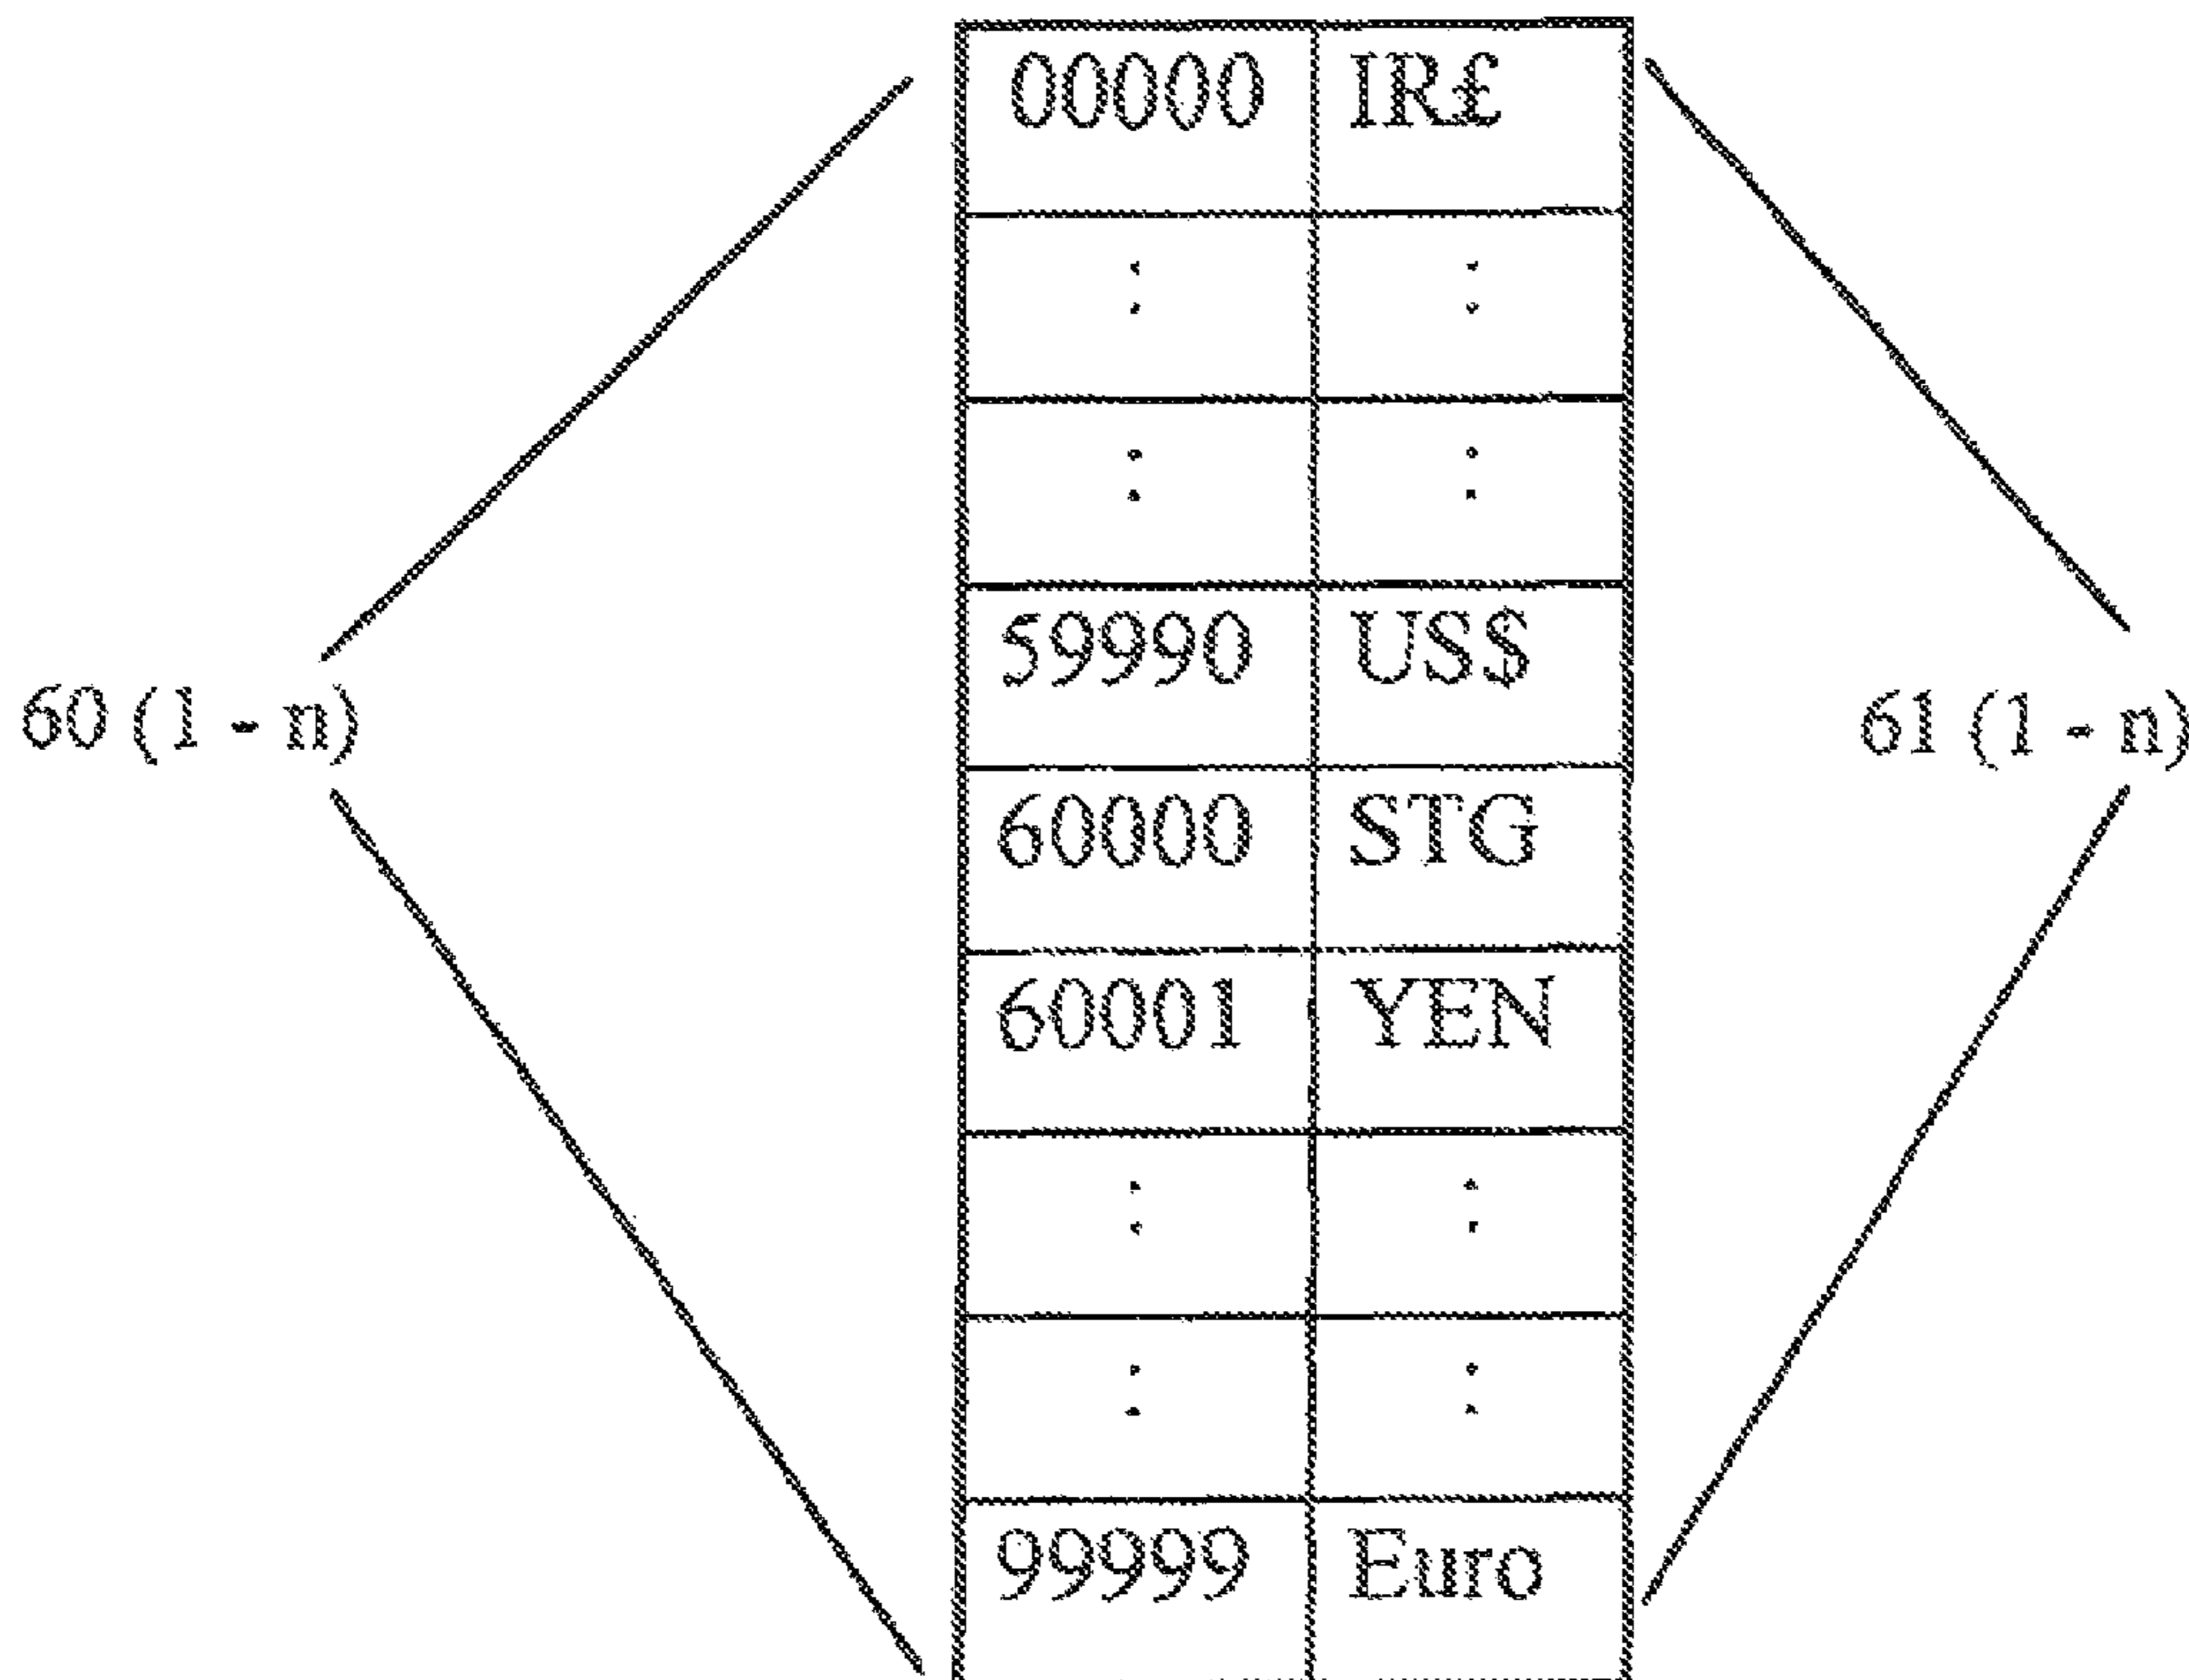 00000 IR£
: :
: :
59990 US$
60 (1 - n) 61 (1 - n)
60000 STG
60001 YEN
: :
: :
99999 Euro